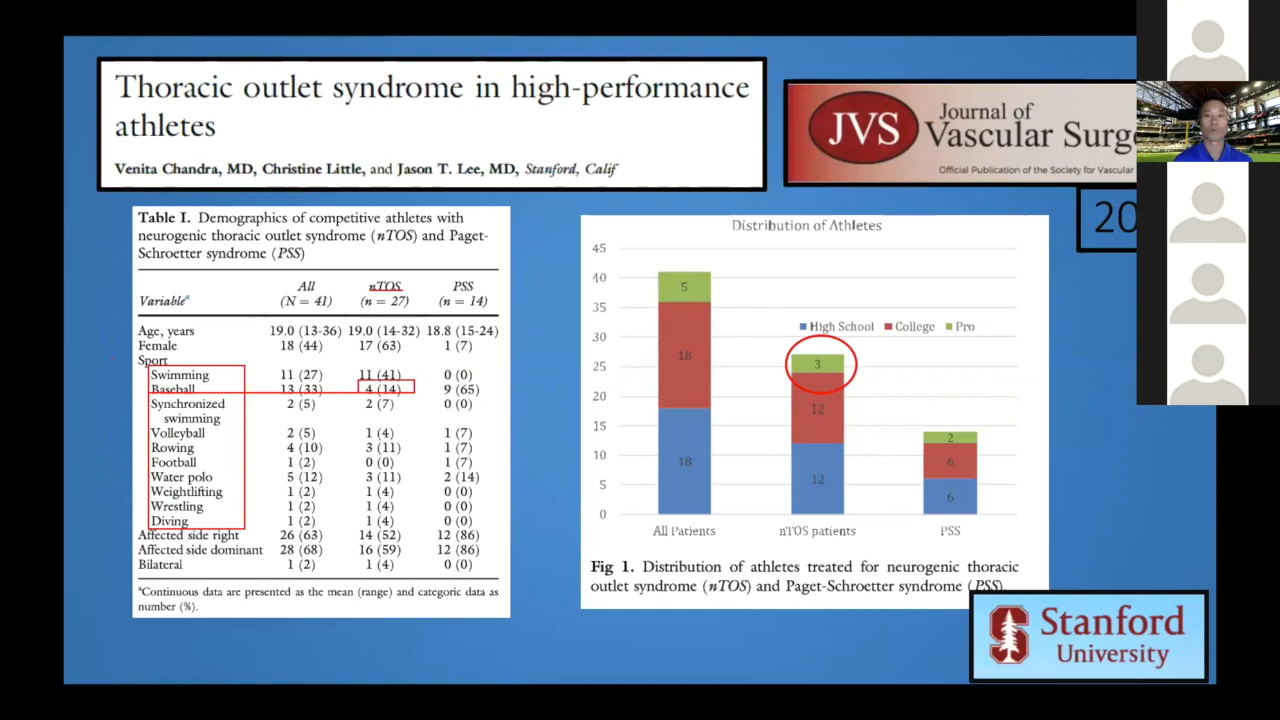 Thoracic outlet syndrome in high-performance
athletes
Venita Chandra, MD, Christine Little, and Jason T. Lee, MD, Stanford, Calif
JVS
Journal of
Vascular
Official Publication of the Society for Vascular
20
Table I. Demographics of competitive athletes with
neurogenic thoracic outlet syndrome (nTOS) and Paget-
Schroetter syndrome (PSS)
All nTOS PSS
Variableᵃ (N = 41) (n = 27) (n = 14)
Age, years 19.0 (13-36) 19.0 (14-32) 18.8 (15-24)
Female 18 (44) 17 (63) 1 (7)
Sport
Swimming 11 (27) 11 (41) 0 (0)
Baseball 13 (33) 4 (14) 9 (65)
Synchronized 2 (5) 2 (7) 0 (0)
swimming
Volleyball 2 (5) 1 (4) 1 (7)
Rowing 4 (10) 3 (11) 1 (7)
Football 1 (2) 0 (0) 1 (7)
Water polo 5 (12) 3 (11) 2 (14)
Weightlifting 1 (2) 1 (4) 0 (0)
Wrestling 1 (2) 1 (4) 0 (0)
Diving 1 (2) 1 (4) 0 (0)
Affected side right 26 (63) 14 (52) 12 (86)
Affected side dominant 28 (68) 16 (59) 12 (86)
Bilateral 1 (2) 1 (4) 0 (0)
ᵃContinuous data are presented as the mean (range) and categoric data as
number (%).
Distribution of Athletes
45
40
35
30
25
20
15
10
5
0
High School College Pro
5
18
18
3
12
12
2
6
6
All Patients nTOS patients PSS
Fig 1. Distribution of athletes treated for neurogenic thoracic
outlet syndrome (nTOS) and Paget-Schroetter syndrome (PSS).
Stanford
University